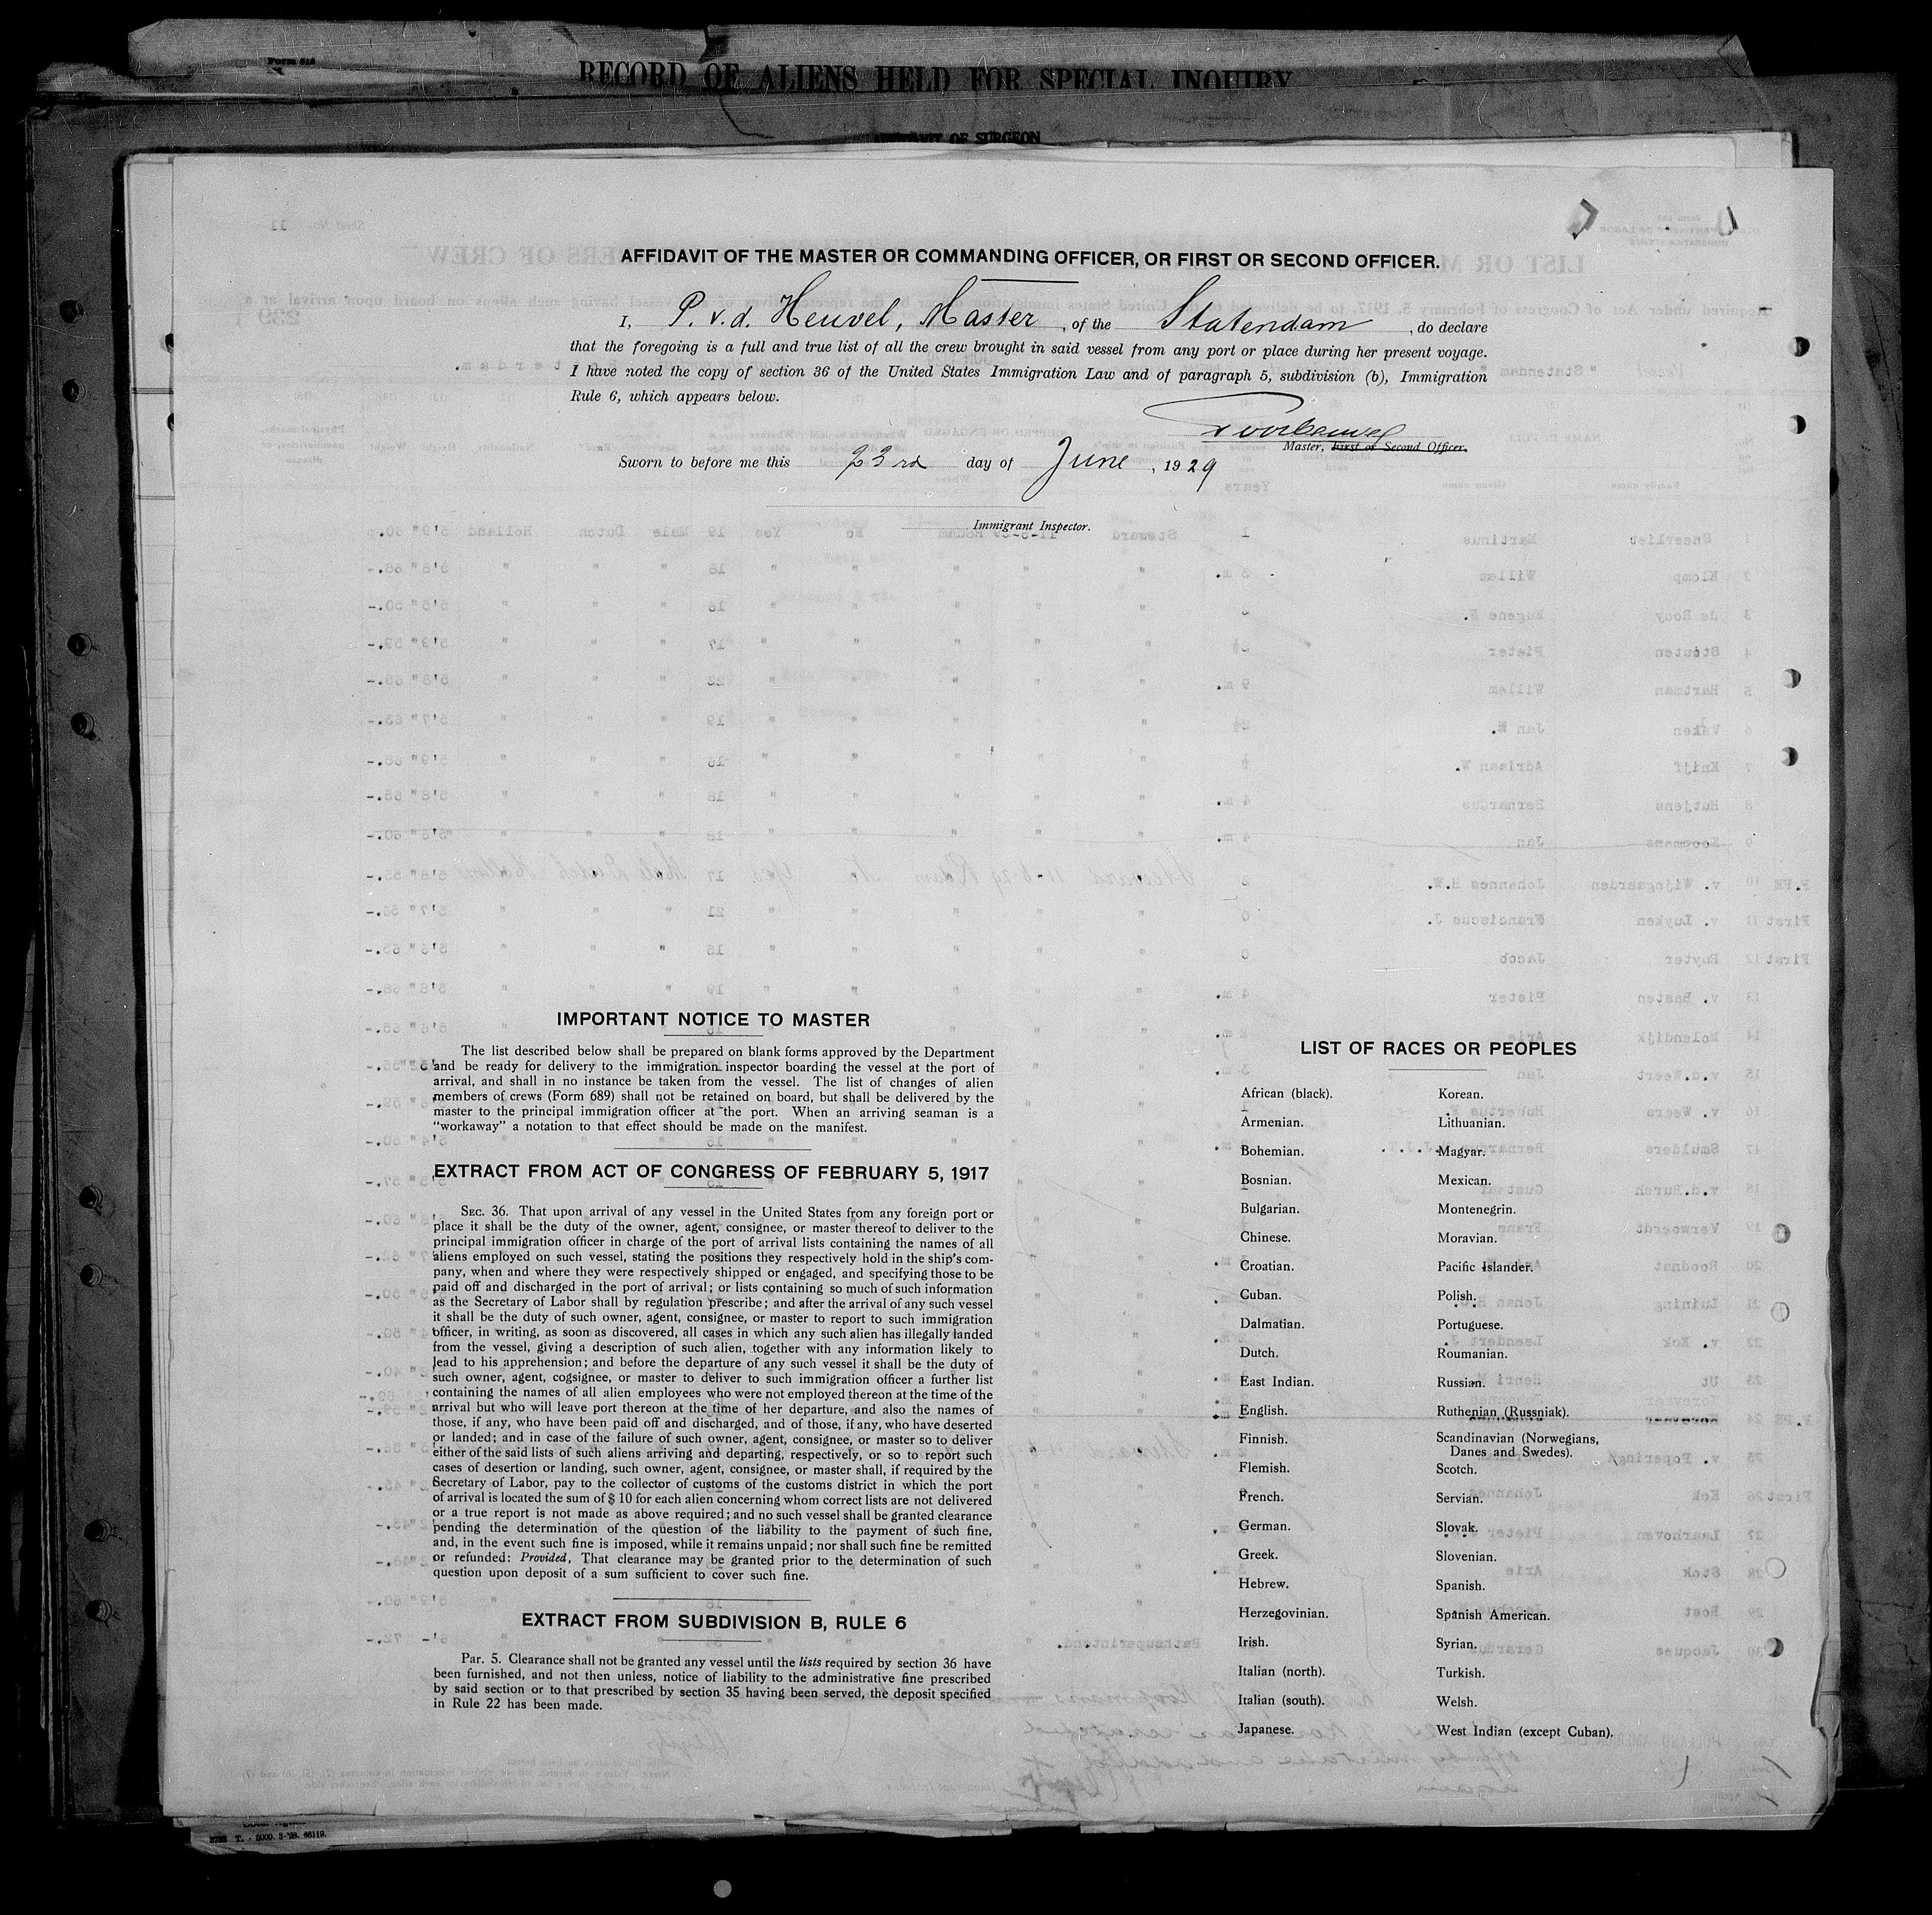 Form 615
RECORD OF ALIENS HELD FOR SPECIAL INQUIRY
OF SURGEON
AFFIDAVIT OF THE MASTER OR COMMANDING OFFICER, OR FIRST OR SECOND OFFICER.
I, P. v.d. Heuvel, Master, of the Statendam, do declare
that the foregoing is a full and true list of all the crew brought in said vessel from any port or place during her present voyage.
I have noted the copy of section 36 of the United States Immigration Law and of paragraph 5, subdivision (b), Immigration
Rule 6, which appears below.
Master, First or Second Officer.
Sworn to before me this 23rd day of June, 1929
Immigrant Inspector.
IMPORTANT NOTICE TO MASTER
The list described below shall be prepared on blank forms approved by the Department
and be ready for delivery to the immigration inspector boarding the vessel at the port of
arrival, and shall in no instance be taken from the vessel. The list of changes of alien
members of crews (Form 689) shall not be retained on board, but shall be delivered by the
master to the principal immigration officer at the port. When an arriving seaman is a
"workaway" a notation to that effect should be made on the manifest.
EXTRACT FROM ACT OF CONGRESS OF FEBRUARY 5, 1917
SEC. 36. That upon arrival of any vessel in the United States from any foreign port or
place it shall be the duty of the owner, agent, consignee, or master thereof to deliver to the
principal immigration officer in charge of the port of arrival lists containing the names of all
aliens employed on such vessel, stating the positions they respectively hold in the ship's com-
pany, when and where they were respectively shipped or engaged, and specifying those to be
paid off and discharged in the port of arrival; or lists containing so much of such information
as the Secretary of Labor shall by regulation prescribe; and after the arrival of any such vessel
it shall be the duty of such owner, agent, consignee, or master to report to such immigration
officer, in writing, as soon as discovered, all cases in which any such alien has illegally landed
from the vessel, giving a description of such alien, together with any information likely to
lead to his apprehension; and before the departure of any such vessel it shall be the duty of
such owner, agent, cogsignee, or master to deliver to such immigration officer a further list
containing the names of all alien employees who were not employed thereon at the time of the
arrival but who will leave port thereon at the time of her departure, and also the names of
those, if any, who have been paid off and discharged, and of those, if any, who have deserted
or landed; and in case of the failure of such owner, agent, consignee, or master so to deliver
either of the said lists of such aliens arriving and departing, respectively, or so to report such
cases of desertion or landing, such owner, agent, consignee, or master shall, if required by the
Secretary of Labor, pay to the collector of customs of the customs district in which the port
of arrival is located the sum of $ 10 for each alien concerning whom correct lists are not delivered
or a true report is not made as above required; and no such vessel shall be granted clearance
pending the determination of the question of the liability to the payment of such fine,
and, in the event such fine is imposed, while it remains unpaid; nor shall such fine be remitted
or refunded: Provided, That clearance may be granted prior to the determination of such
question upon deposit of a sum sufficient to cover such fine.
EXTRACT FROM SUBDIVISION B, RULE 6
Par. 5. Clearance shall not be granted any vessel until the lists required by section 36 have
been furnished, and not then unless, notice of liability to the administrative fine prescribed
by said section or to that prescribed by section 35 having been served, the deposit specified
in Rule 22 has been made.
LIST OF RACES OR PEOPLES
African (black).
Armenian.
Bohemian.
Bosnian.
Bulgarian.
Chinese.
Croatian.
Cuban.
Dalmatian.
Dutch.
East Indian.
English.
Finnish.
Flemish.
French.
German.
Greek.
Hebrew.
Herzegovinian.
Irish.
Italian (north).
Italian (south).
Japanese.
Korean.
Lithuanian.
Magyar.
Mexican.
Montenegrin.
Moravian.
Pacific Islander.
Polish.
Portuguese.
Roumanian.
Russian.
Ruthenian (Russniak).
Scandinavian (Norwegians,
Danes and Swedes).
Scotch.
Servian.
Slovak.
Slovenian.
Spanish.
Spanish American.
Syrian.
Turkish.
Welsh.
West Indian (except Cuban).
T. - 5000. 3-'28. 66119.